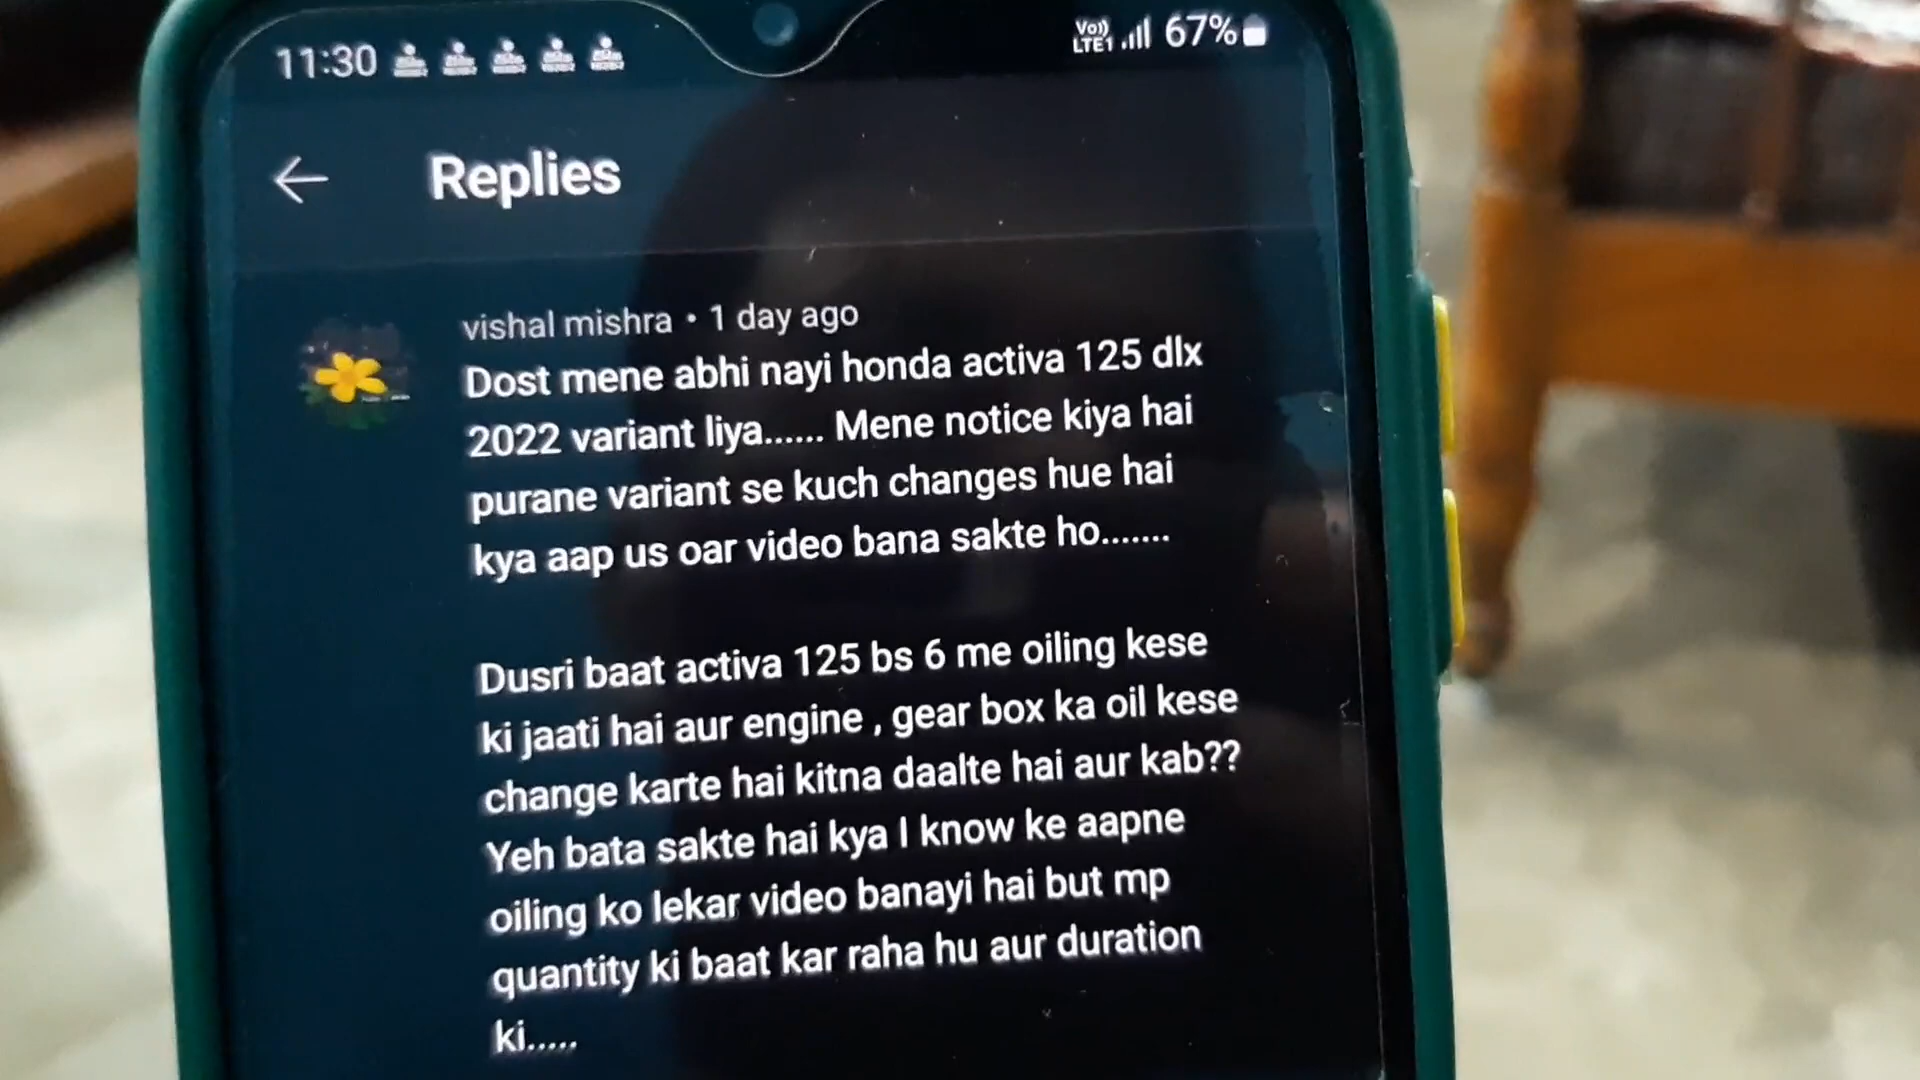 11:30 Vo)) LTE1 67%
Replies
vishal mishra • 1 day ago
Dost mene abhi nayi honda activa 125 dlx
2022 variant liya...... Mene notice kiya hai
purane variant se kuch changes hue hai
kya aap us oar video bana sakte ho.......
Dusri baat activa 125 bs 6 me oiling kese
ki jaati hai aur engine , gear box ka oil kese
change karte hai kitna daalte hai aur kab??
Yeh bata sakte hai kya I know ke aapne
oiling ko lekar video banayi hai but mp
quantity ki baat kar raha hu aur duration
ki.....